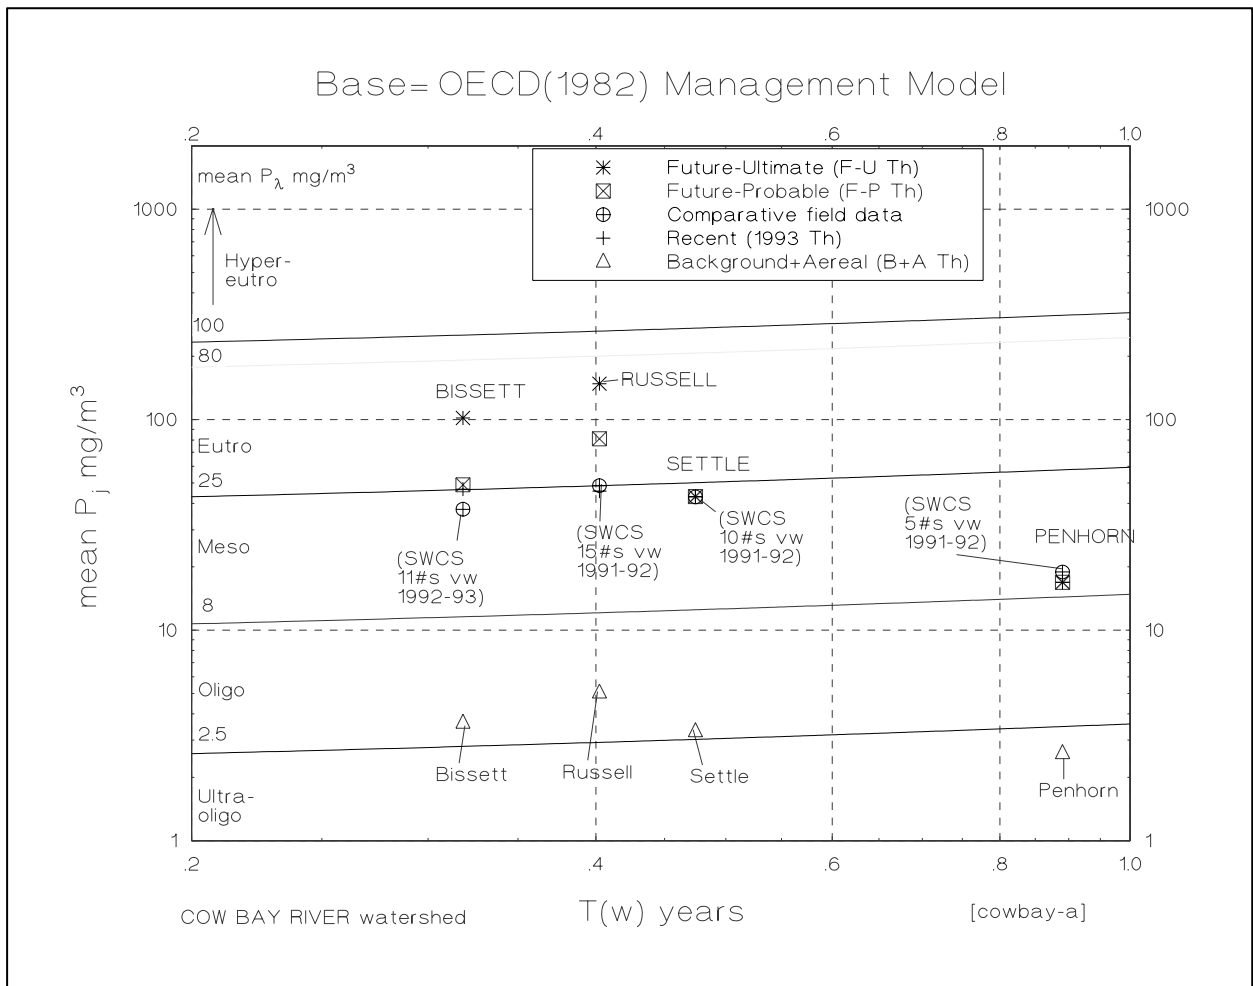 Base= OECD(1982) Management Model
.2 .4 .6 .8 1.0
mean Pλ mg/m³
Future-Ultimate (F-U Th)
Future-Probable (F-P Th)
Comparative field data
Recent (1993 Th)
Background+Aereal (B+A Th)
1000 1000
Hyper-
eutro
100
80
RUSSELL
BISSETT
100 100
Eutro
SETTLE
25
(SWCS
5#s vw
1991-92)
PENHORN
(SWCS
10#s vw
1991-92
(SWCS
15#s vw
1991-92)
Meso
(SWCS
11#s vw
1992-93)
8
10 10
Oligo
2.5
Bissett
Russell
Settle
Penhorn
Ultra-
oligo
1 1
.2 .4 .6 .8 1.0
mean Pj mg/m³
T(w) years
COW BAY RIVER watershed
[cowbay-a]